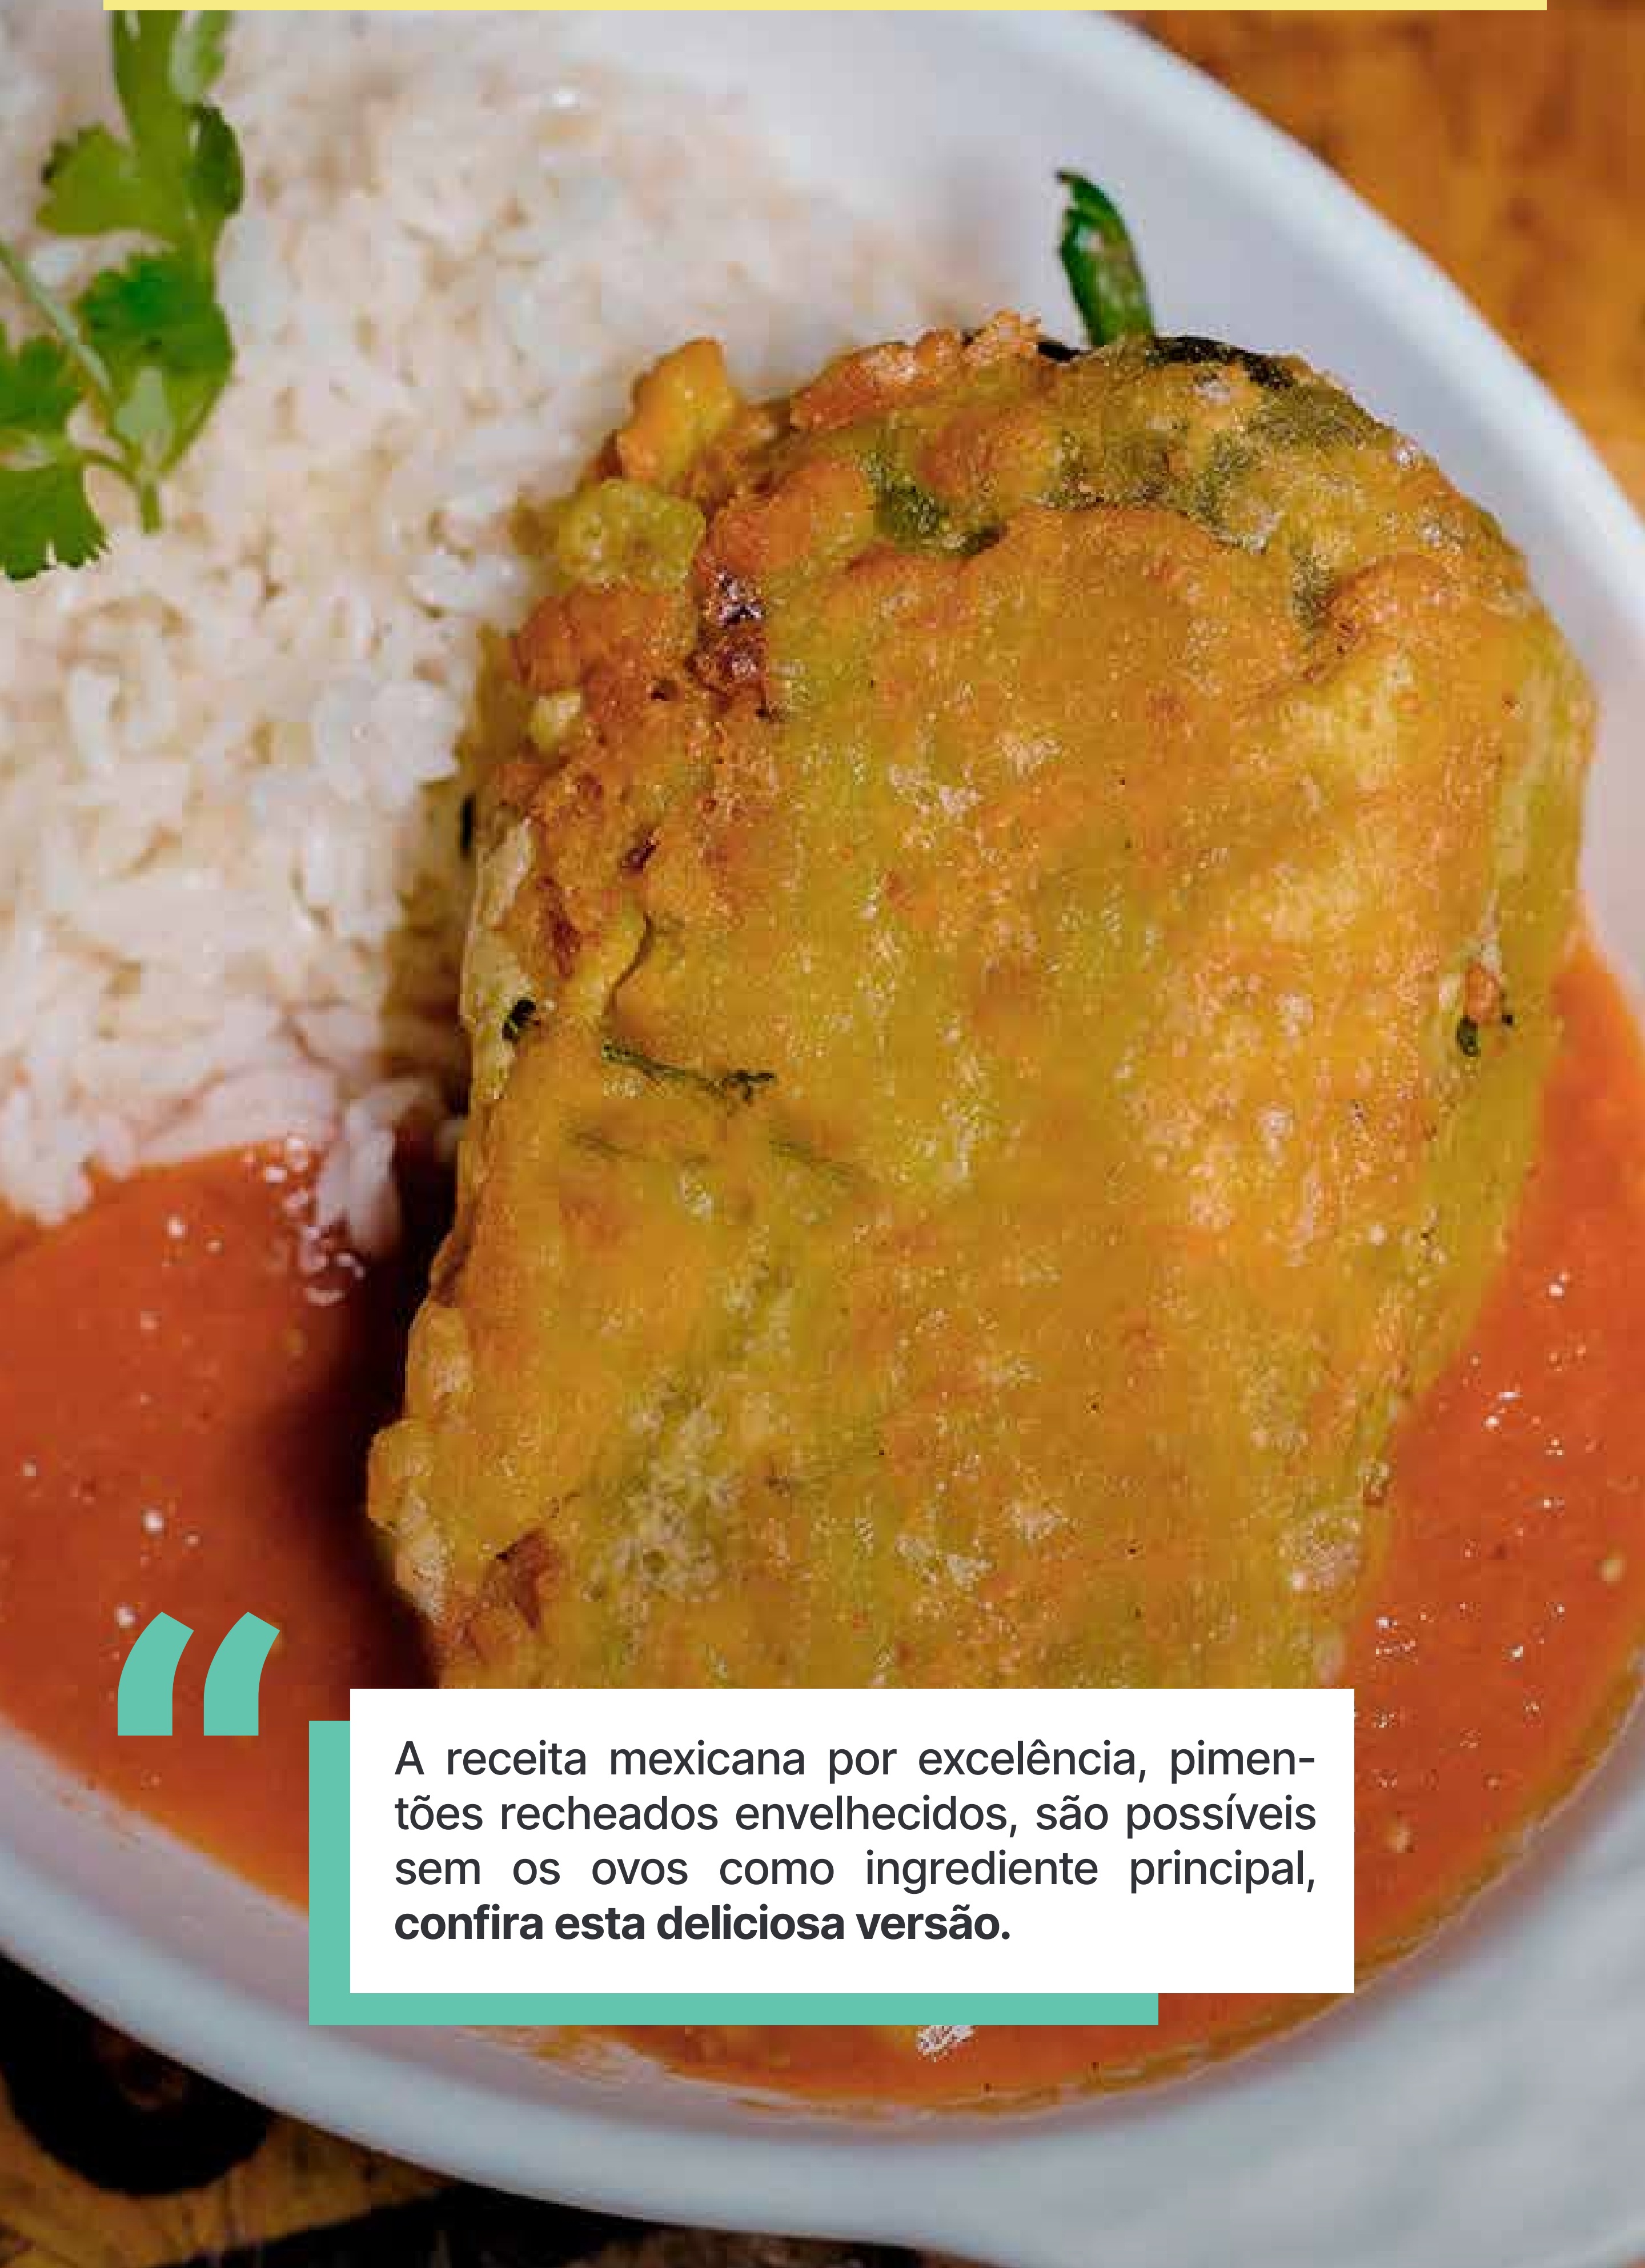 “
A receita mexicana por excelência, pimen-
tões recheados envelhecidos, são possíveis
sem os ovos como ingrediente principal,
confira esta deliciosa versão.